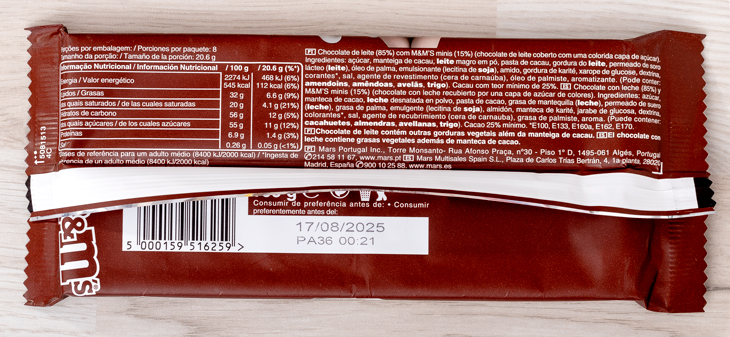 ções por embalagem: / Porciones por paquete: 8
amanho da porção: / Tamaño de la porción: 20.6 g
formação Nutricional / Información Nutricional / 100 g / 20.6 g (%*)
ergia / Valor energético 2274 kJ 545 kcal 468 kJ (6%) 112 kcal (6%)
pidos / Grasas 32 g 6.6 g (9%)
s quais saturados / de las cuales saturadas 20 g 4.1 g (21%)
dratos de carbono 56 g 12 g (5%)
s quais açúcares / de los cuales azúcares 55 g 11 g (12%)
Proteínas 6.9 g 1.4 g (3%)
Sal 0.26 g 0.05 g (<1%)
oses de referência para um adulto médio (8400 kJ/2000 kcal) / *Ingesta de
erencia de un adulto medio (8400 kJ/2000 kcal)
PT Chocolate de leite (85%) com M&M'S minis (15%) (chocolate de leite coberto com uma colorida capa de açúcar).
Ingredientes: açúcar, manteiga de cacau, leite magro em pó, pasta de cacau, gordura do leite, permeado de soro
lácteo (leite), óleo de palma, emulsionante (lecitina de soja), amido, gordura de karité, xarope de glucose, dextrina,
corantes*, sal, agente de revestimento (cera de carnaúba), óleo de palmiste, aroma. (Pode conter:
amendoins, amêndoas, avelãs, trigo). Cacau com teor mínimo de 25%. ES Chocolate con leche (85%) y
M&M'S minis (15%) (chocolate con leche recubierto por una capa de azúcar de colores). Ingredientes: azúcar,
manteca de cacao, leche desnatada en polvo, pasta de cacao, grasa de mantequilla (leche), permeado de suero
(leche), grasa de palma, emulgente (lecitina de soja), almidón, manteca de karité, jarabe de glucosa, dextrina,
colorantes*, sal, agente de recubrimiento (cera de carnauba), grasa de palmiste, aroma. (Puede contener:
cacahuetes, almendras, avellanas, trigo). Cacao 25% mínimo. *E100, E133, E160a, E162, E170.
PT Chocolate de leite contém outras gorduras vegetais além da manteiga de cacau. ES El chocolate con
leche contiene grasas vegetales además de manteca de cacao.
PT Mars Portugal Inc., Torre Monsanto- Rua Afonso Praça, nº30 - Piso 1º D, 1495-061 Algés, Portugal
214 58 11 67, www.mars.pt ES Mars Multisales Spain S.L., Plaza de Carlos Trías Bertrán, 4, 1a planta, 28020
Madrid, España 900 10 25 88, www.mars.es
5081513
4C
m&m's
Consumir de preferência antes de: • Consumir
preferentemente antes del:
17/08/2025
PA36 00:21
5 000159 516259 >